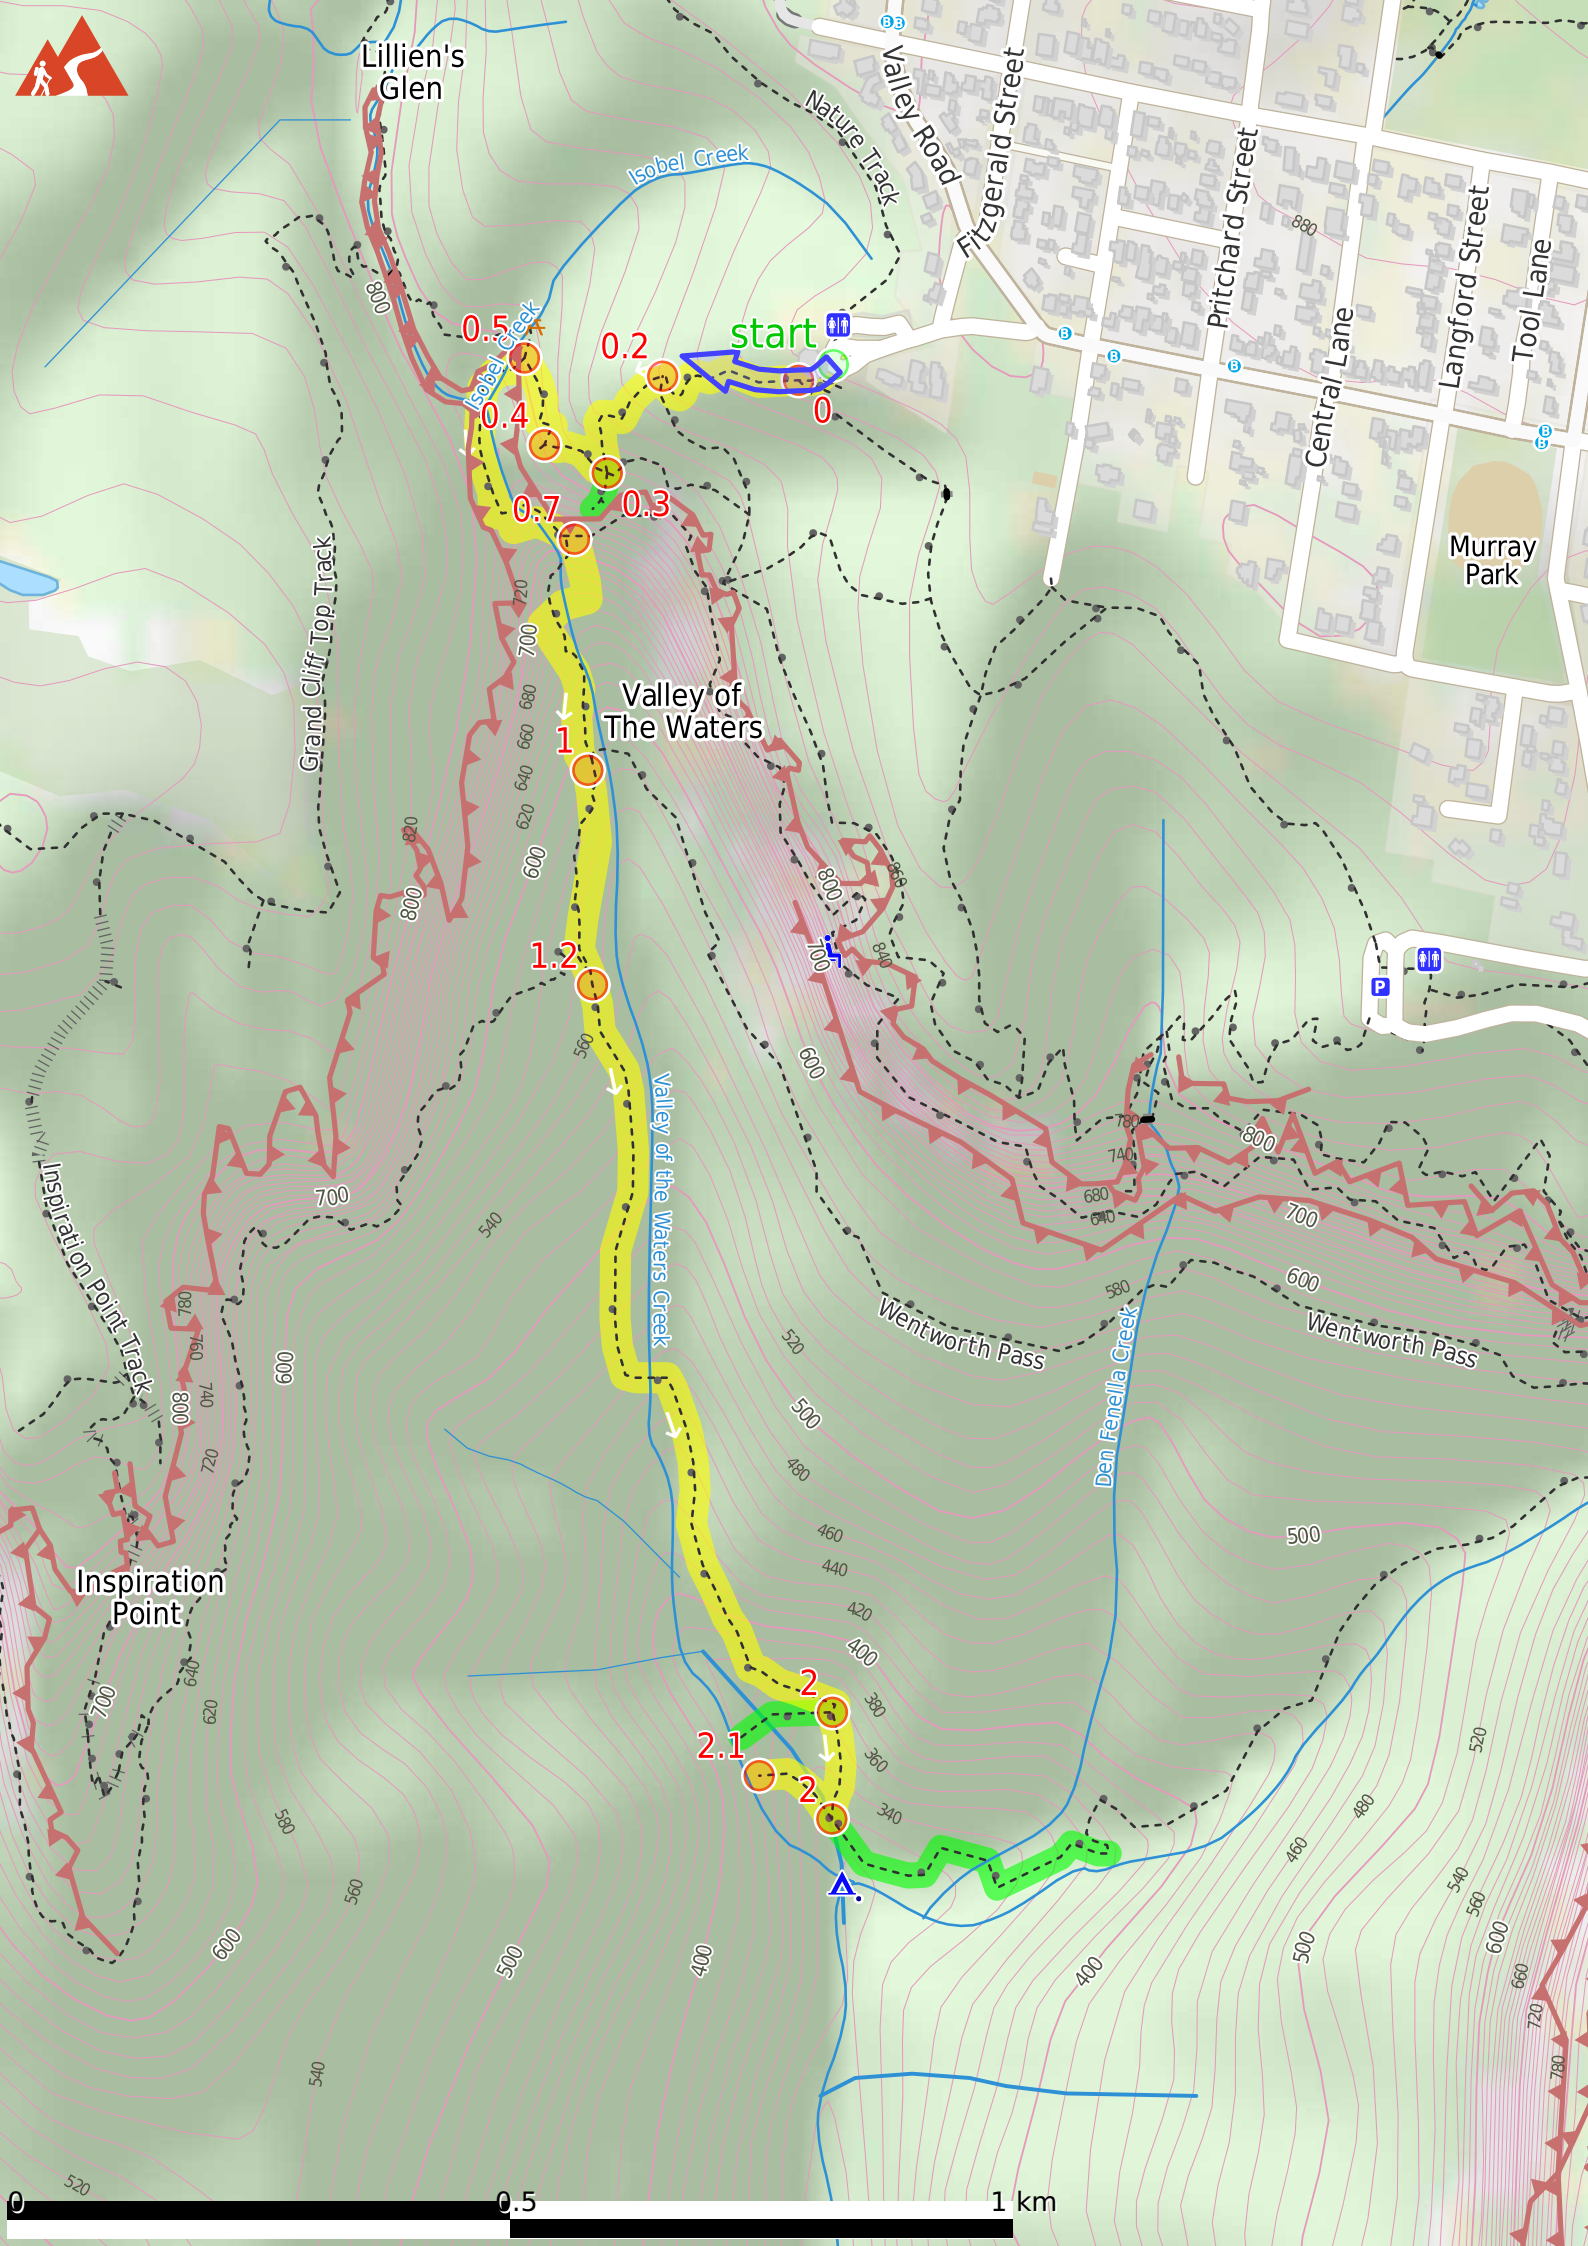 Lillien's
Glen
Isobel Creek
Nature Track
Valley Road
Fitzgerald Street
Pritchard Street
Langford Street
Tool Lane
Central Lane
B B
B
B
B
B
B
880
800
start
0
0.2
0.5
Isobel Creek
0.4
0.3
0.7
Murray
Park
Grand Cliff Top Track
720
700
680
660
640
620
600
Valley of
The Waters
1
820
800
800
860
840
700
1.2
560
600
P
Valley of the Waters Creek
780
740
680
640
800
700
600
580
700
540
Inspiration Point Track
780
760
740
800
720
600
Wentworth Pass
Wentworth Pass
Den Fenella Creek
520
500
480
460
440
420
400
380
360
340
500
Inspiration
Point
700
640
620
2
2.1
2
580
560
600
500
400
400
500
520
480
460
540
560
600
660
720
780
540
520
0
0.5
1 km